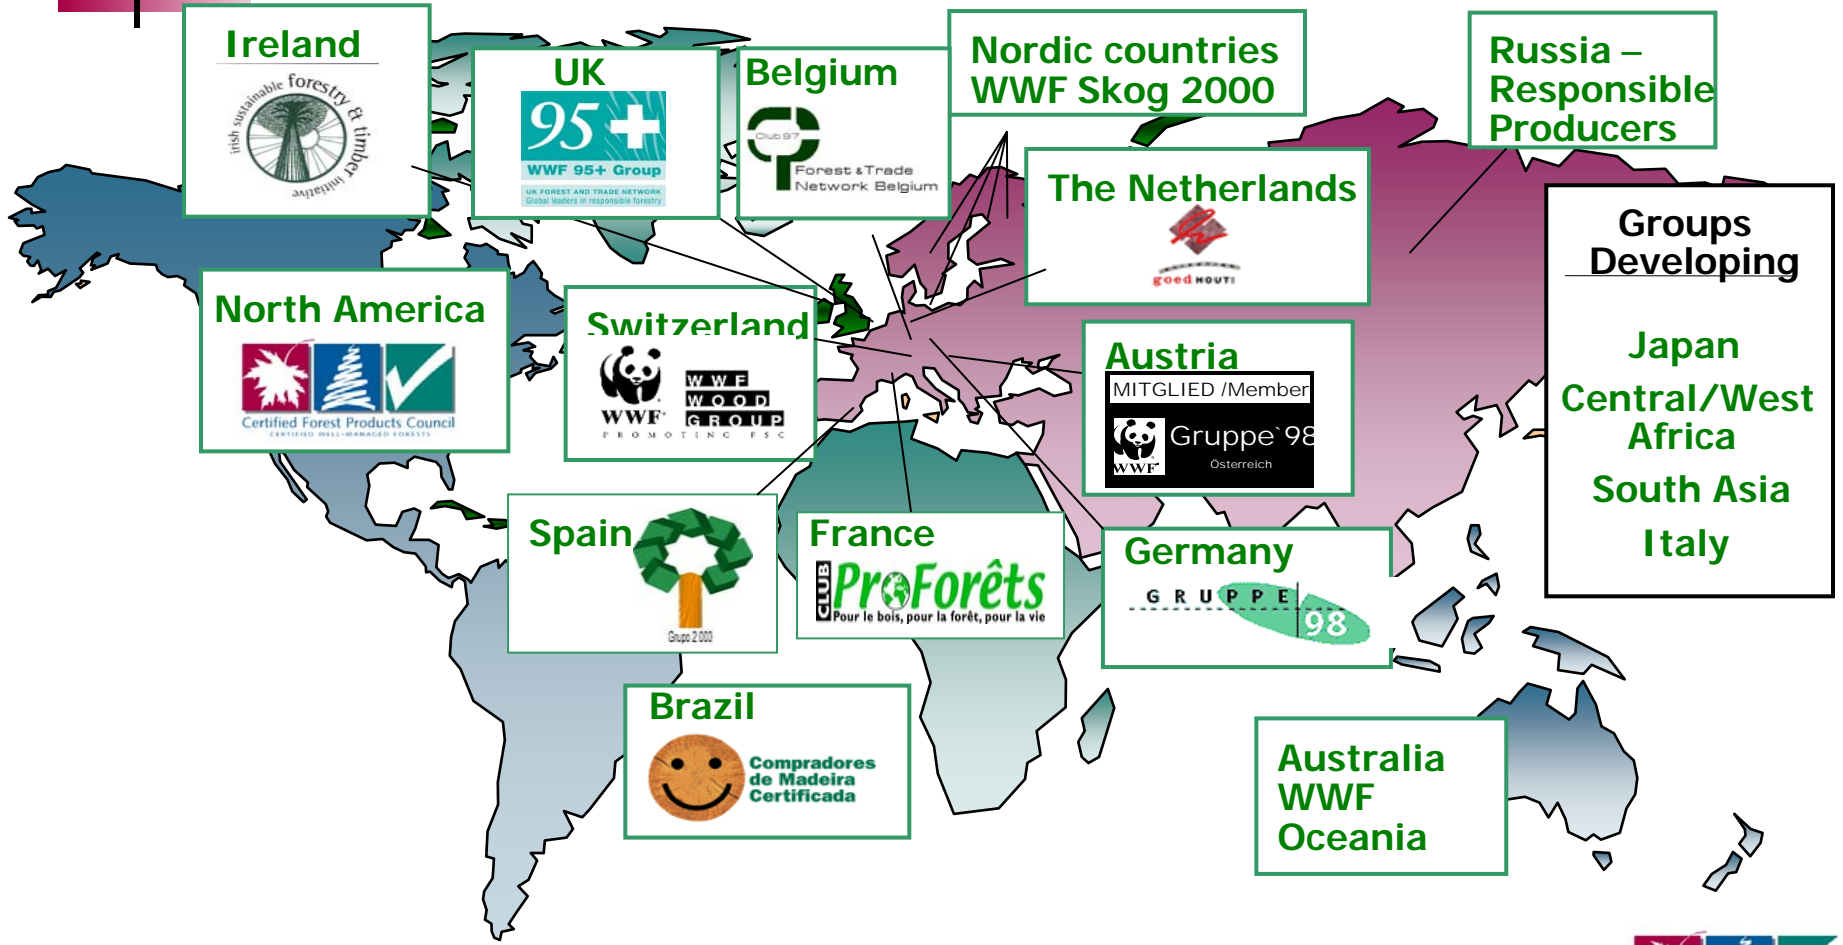 Ireland
irish sustainable forestry & timber initiative
UK
95+
WWF 95+ Group
UK FOREST AND TRADE NETWORK
Global leaders in responsible forestry
Belgium
Club 97
Forest & Trade
Network Belgium
Nordic countries
WWF Skog 2000
Russia –
Responsible
Producers
The Netherlands
goed HOUT!
Groups
Developing
Japan
Central/West
Africa
South Asia
Italy
North America
Certified Forest Products Council
CERTIFIED WELL-MANAGED FORESTS
Switzerland
WWF
WWF
WOOD
GROUP
PROMOTING FSC
Austria
MITGLIED /Member
WWF
Gruppe`98
Österreich
Spain
Grupo 2000
France
CLUB
ProForêts
Pour le bois, pour la forêt, pour la vie
Germany
GRUPPE
98
Brazil
Compradores
de Madeira
Certificada
Australia
WWF
Oceania